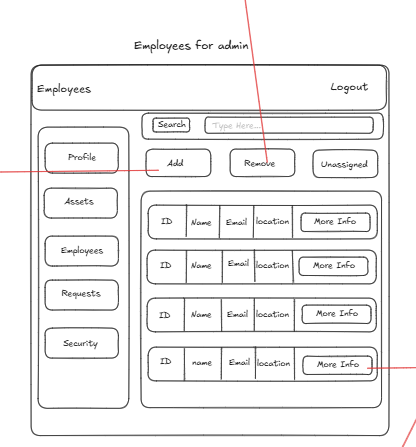 Employees for admin
Employees Logout
Search Type Here...
Profile
Add Remove Unassigned
Assets
ID Name Email location More Info
Employees
ID Name Email location More Info
Requests
ID Name Email location More Info
Security
ID name Email location More Info